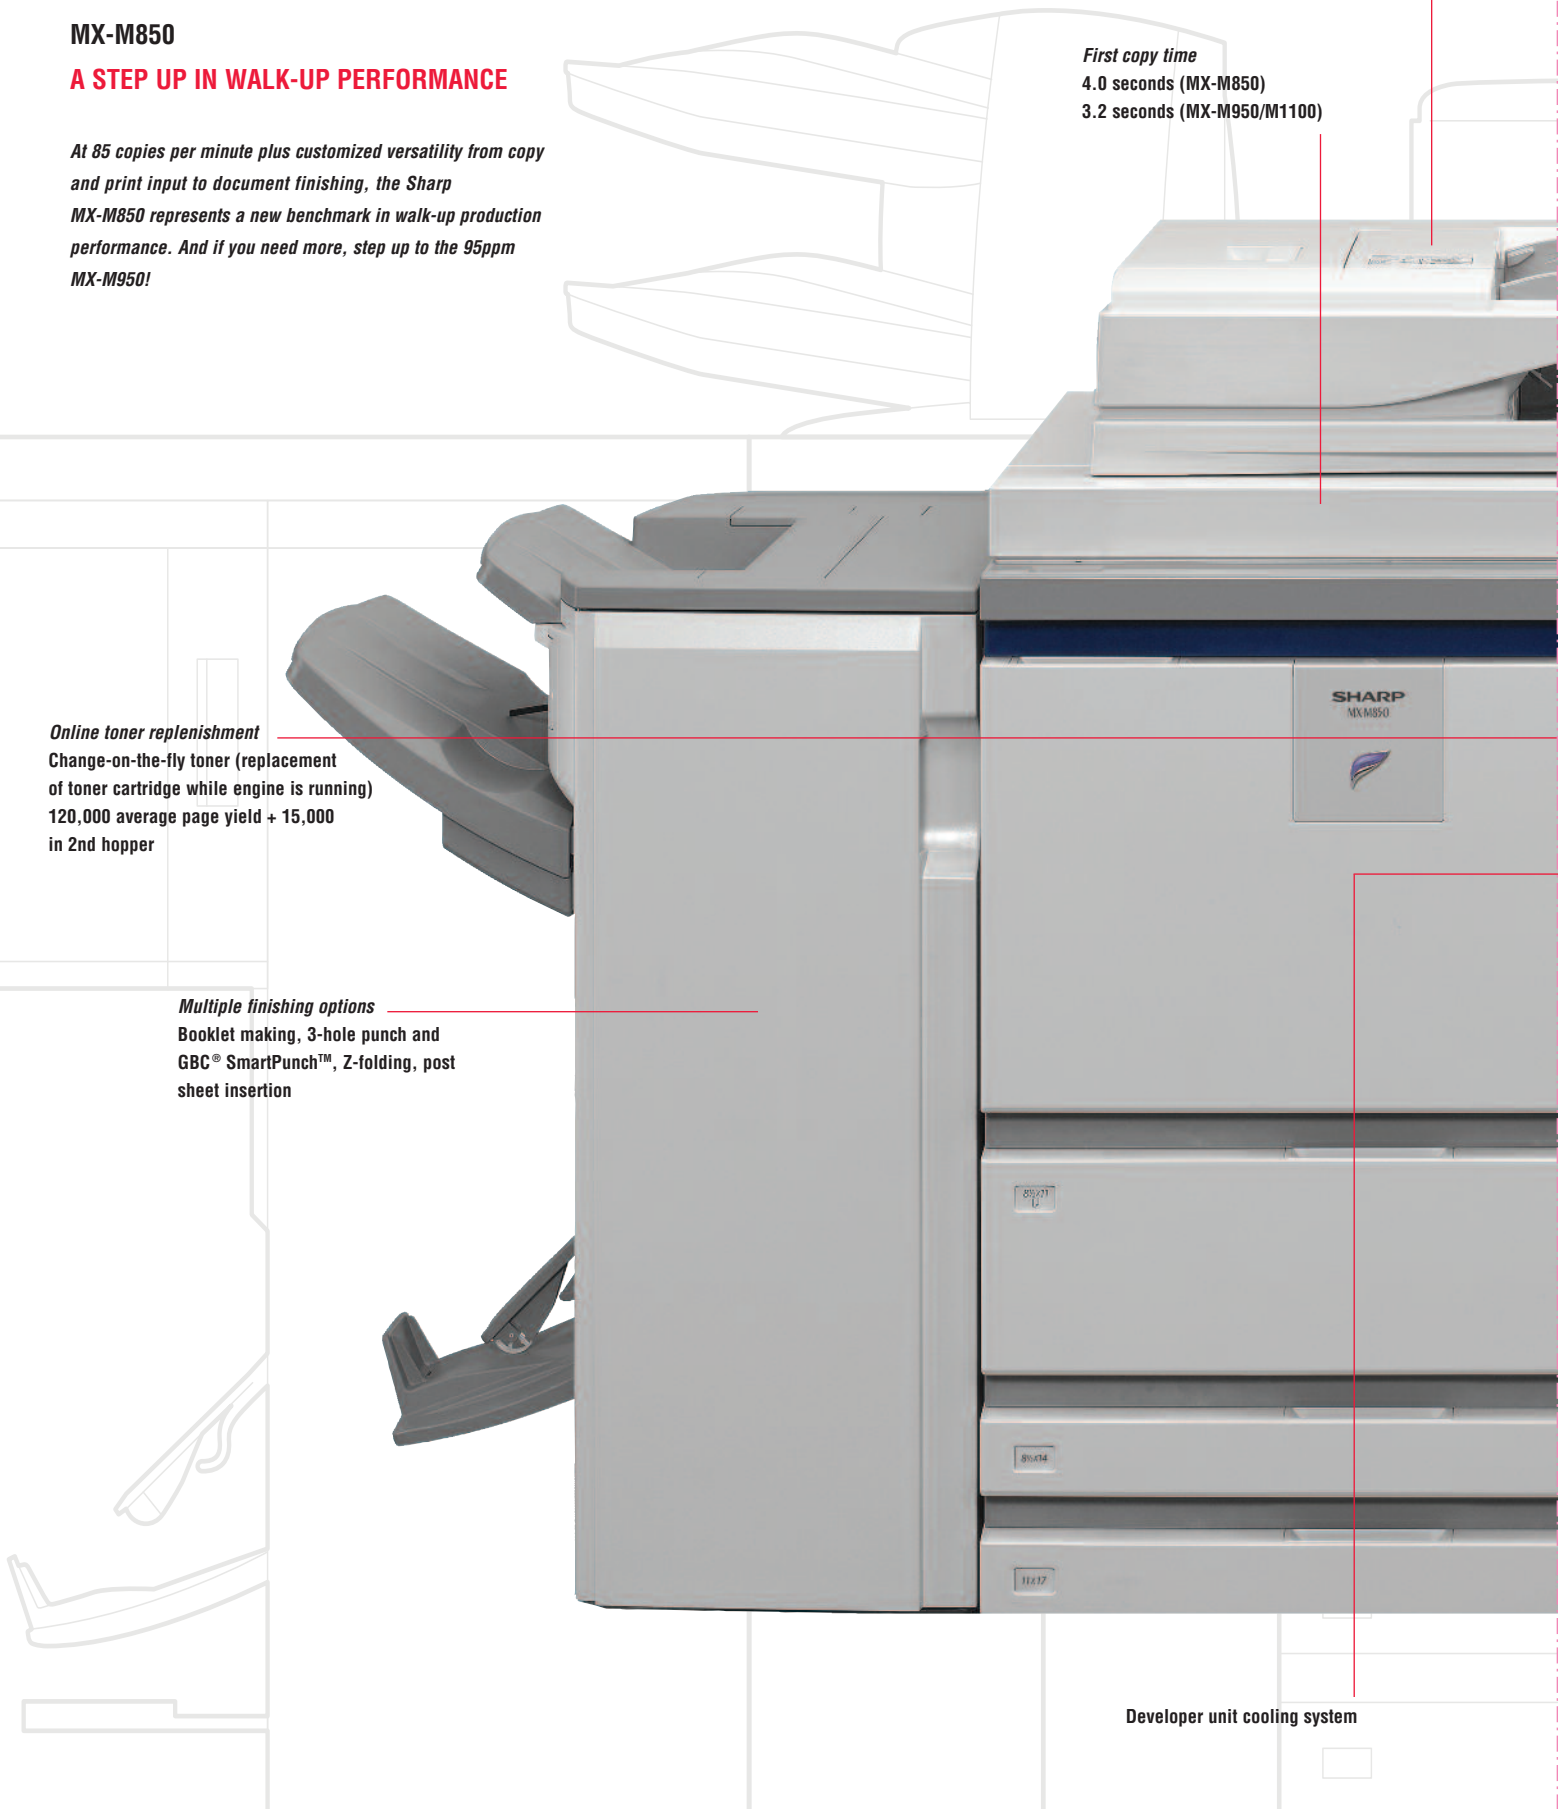 MX-M850
A STEP UP IN WALK-UP PERFORMANCE
At 85 copies per minute plus customized versatility from copy
and print input to document finishing, the Sharp
MX-M850 represents a new benchmark in walk-up production
performance. And if you need more, step up to the 95ppm
MX-M950!
First copy time
4.0 seconds (MX-M850)
3.2 seconds (MX-M950/M1100)
SHARP
MX-M850
Online toner replenishment
Change-on-the-fly toner (replacement
of toner cartridge while engine is running)
120,000 average page yield + 15,000
in 2nd hopper
Multiple finishing options
Booklet making, 3-hole punch and
GBC® SmartPunch™, Z-folding, post
sheet insertion
8½x11
8½x14
11x17
Developer unit cooling system